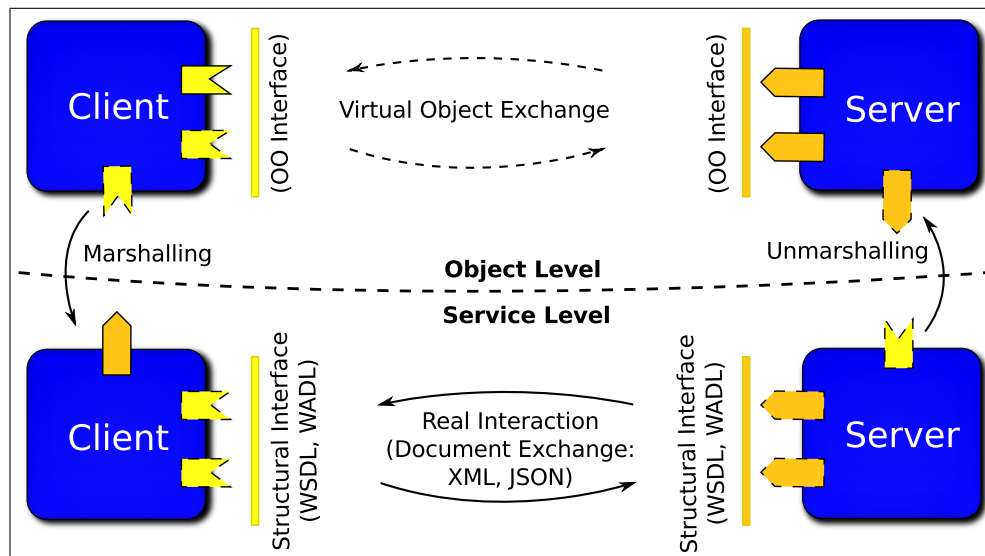 Client
(OO Interface)
Virtual Object Exchange
(OO Interface)
Server
Marshalling
Unmarshalling
Object Level
Service Level
Client
Structural Interface
(WSDL, WADL)
Real Interaction
(Document Exchange:
XML, JSON)
Structural Interface
(WSDL, WADL)
Server